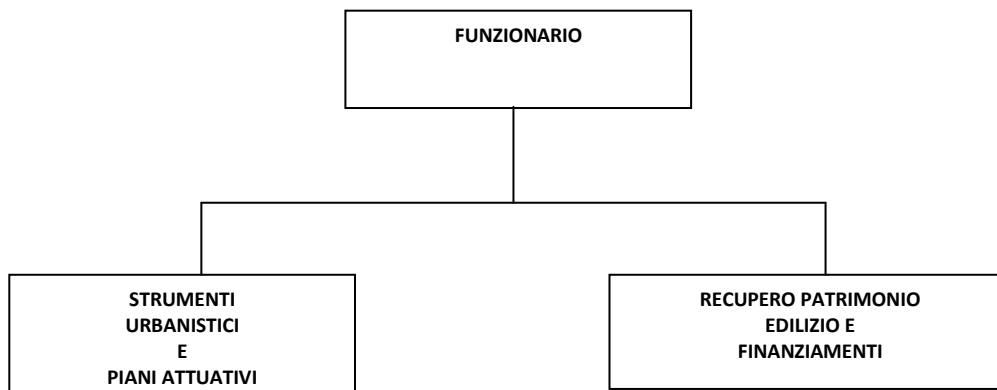 FUNZIONARIO
STRUMENTI
URBANISTICI
E
PIANI ATTUATIVI
RECUPERO PATRIMONIO
EDILIZIO E
FINANZIAMENTI